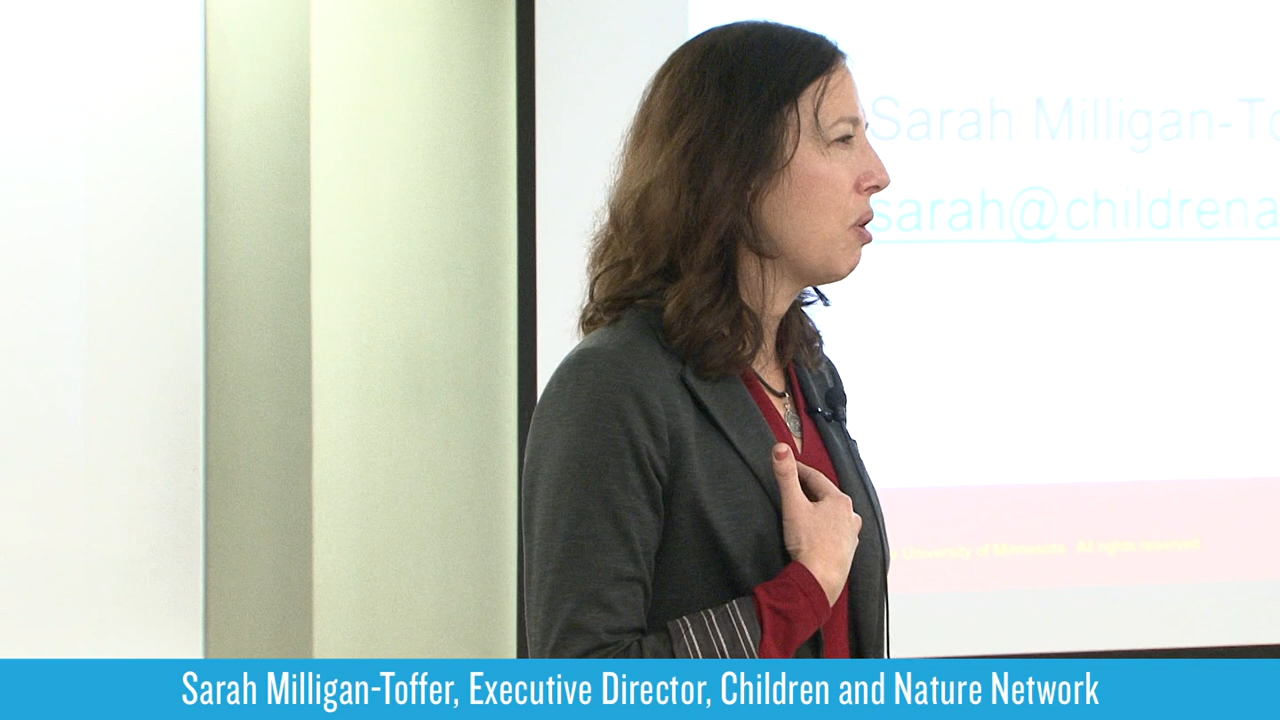 Sarah Milligan-To
sarah@childrena
University of Minnesota. All rights reserved.
Sarah Milligan-Toffer, Executive Director, Children and Nature Network